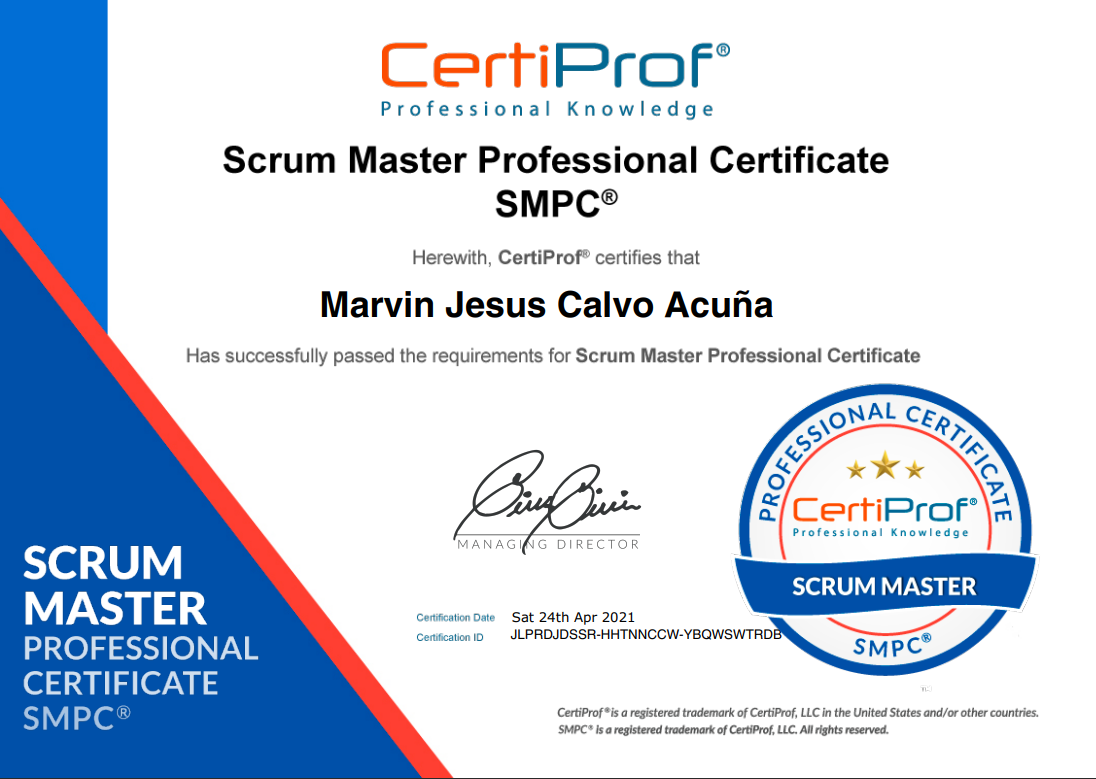 CertiProf®
Professional Knowledge
Scrum Master Professional Certificate
SMPC®
Herewith, CertiProf® certifies that
Marvin Jesus Calvo Acuña
Has successfully passed the requirements for Scrum Master Professional Certificate
MANAGING DIRECTOR
PROFESSIONAL CERTIFICATE
CertiProf®
Professional Knowledge
SCRUM MASTER
SMPC®
SCRUM
MASTER
PROFESSIONAL
CERTIFICATE
SMPC®
Certification Date Sat 24th Apr 2021
Certification ID JLPRDJDSSR-HHTNNCCW-YBQWSWTRDB
CertiProf® is a registered trademark of CertiProf, LLC in the United States and/or other countries.
SMPC® is a registered trademark of CertiProf, LLC. All rights reserved.